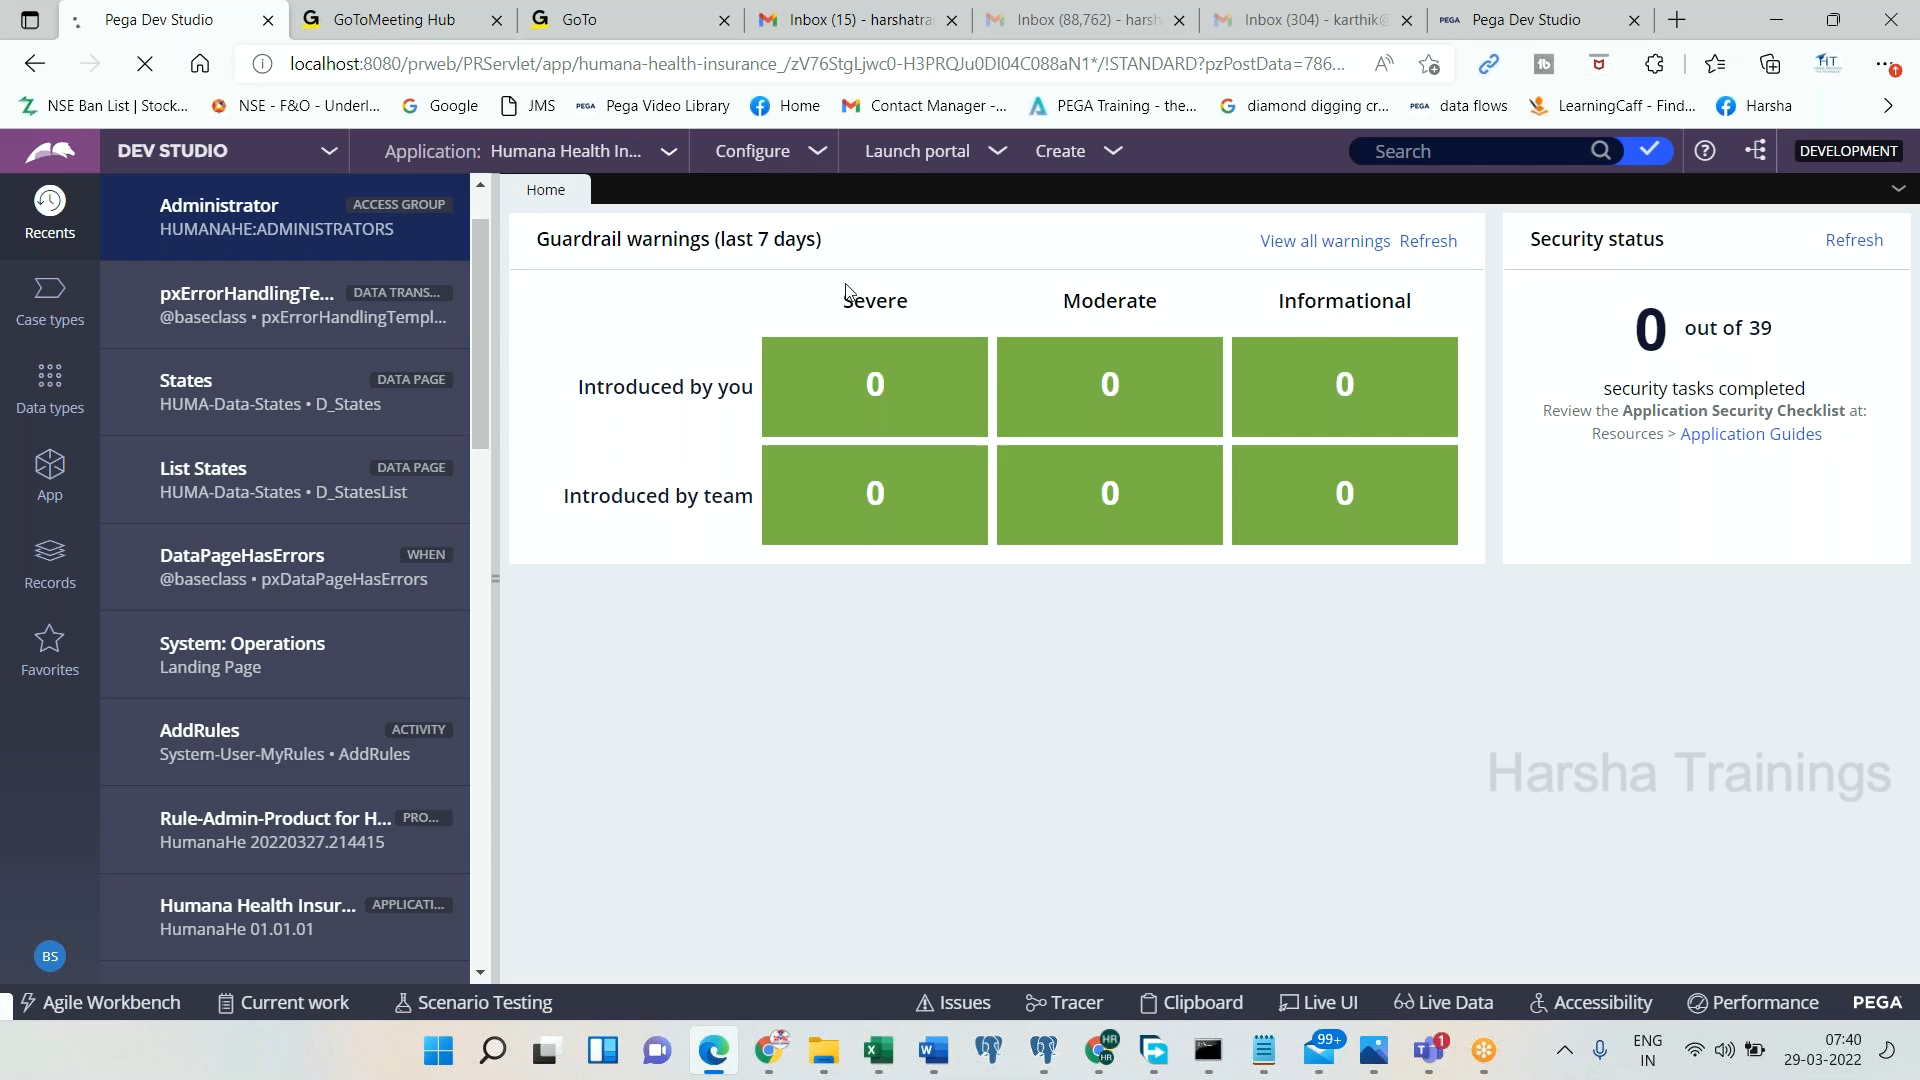 Pega Dev Studio
GoToMeeting Hub
GoTo
Inbox (15) - harshatra
Inbox (88,762) - harsh
Inbox (304) - karthik@
PEGA Pega Dev Studio
localhost:8080/prweb/PRServlet/app/humana-health-insurance_/zV76StgLjwc0-H3PRQJu0DI04C088aN1*/!STANDARD?pzPostData=786...
NSE Ban List | Stock...
NSE - F&O - Underl...
Google
JMS
PEGA Pega Video Library
Home
Contact Manager -...
PEGA Training - the...
diamond digging cr...
PEGA data flows
LearningCaff - Find...
Harsha
DEV STUDIO
Application: Humana Health In...
Configure
Launch portal
Create
Search
DEVELOPMENT
Recents
Case types
Data types
App
Records
Favorites
BS
Administrator ACCESS GROUP
HUMANAHE:ADMINISTRATORS
pxErrorHandlingTe... DATA TRANS...
@baseclass • pxErrorHandlingTempl...
States DATA PAGE
HUMA-Data-States • D_States
List States DATA PAGE
HUMA-Data-States • D_StatesList
DataPageHasErrors WHEN
@baseclass • pxDataPageHasErrors
System: Operations
Landing Page
AddRules ACTIVITY
System-User-MyRules • AddRules
Rule-Admin-Product for H... PRO...
HumanaHe 20220327.214415
Humana Health Insur... APPLICATI...
HumanaHe 01.01.01
Home
Guardrail warnings (last 7 days)
View all warnings Refresh
Severe Moderate Informational
Introduced by you 0 0 0
Introduced by team 0 0 0
Security status
Refresh
0 out of 39
security tasks completed
Review the Application Security Checklist at:
Resources > Application Guides
Harsha Trainings
Agile Workbench
Current work
Scenario Testing
Issues
Tracer
Clipboard
Live UI
Live Data
Accessibility
Performance
PEGA
HR
HR
99+
1
ENG
IN
07:40
29-03-2022